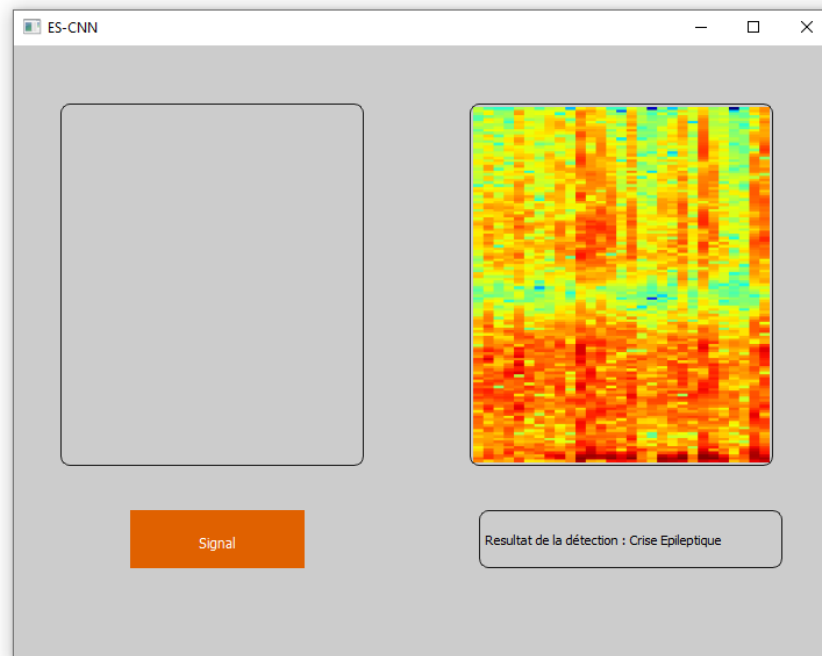 ES-CNN
Signal
Resultat de la détection : Crise Epileptique